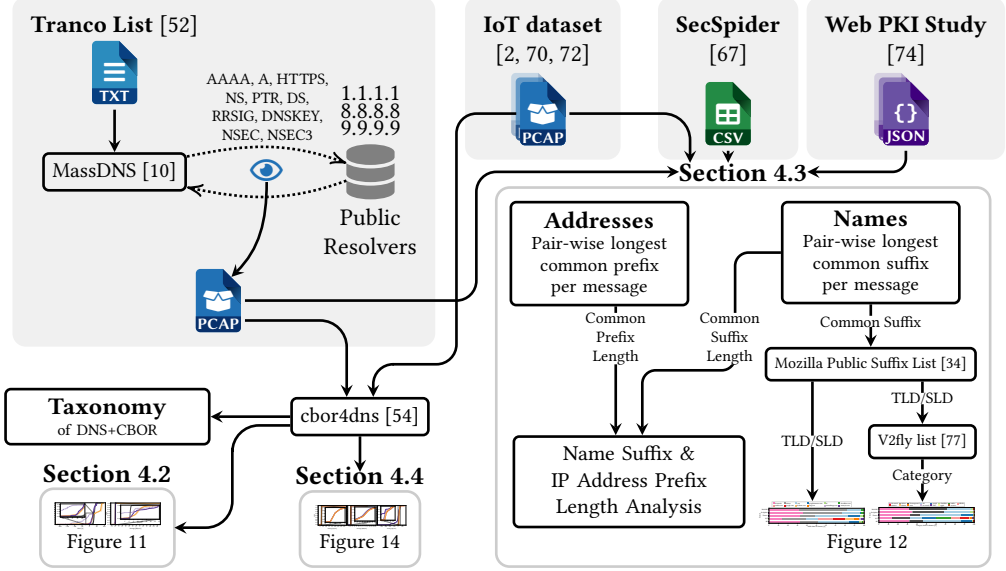 Tranco List [52]
TXT
AAAA, A, HTTPS,
NS, PTR, DS,
RRSIG, DNSKEY,
NSEC, NSEC3
1.1.1.1
8.8.8.8
9.9.9.9
MassDNS [10]
Public
Resolvers
PCAP
IoT dataset
[2, 70, 72]
PCAP
SecSpider
[67]
CSV
Web PKI Study
[74]
{}
JSON
Section 4.3
Addresses
Pair-wise longest
common prefix
per message
Names
Pair-wise longest
common suffix
per message
Common
Prefix
Length
Common
Suffix
Length
Common Suffix
Mozilla Public Suffix List [34]
TLD/SLD
TLD/SLD
V2fly list [77]
Category
Name Suffix &
IP Address Prefix
Length Analysis
Figure 12
cbor4dns [54]
Taxonomy
of DNS+CBOR
Section 4.2
Figure 11
Section 4.4
Figure 14